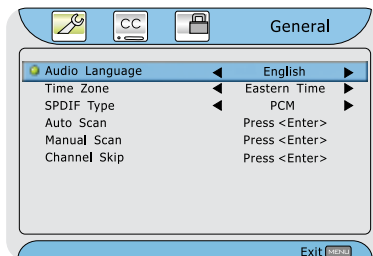 CC
General
Audio Language English
Time Zone Eastern Time
SPDIF Type PCM
Auto Scan Press <Enter>
Manual Scan Press <Enter>
Channel Skip Press <Enter>
Exit MENU